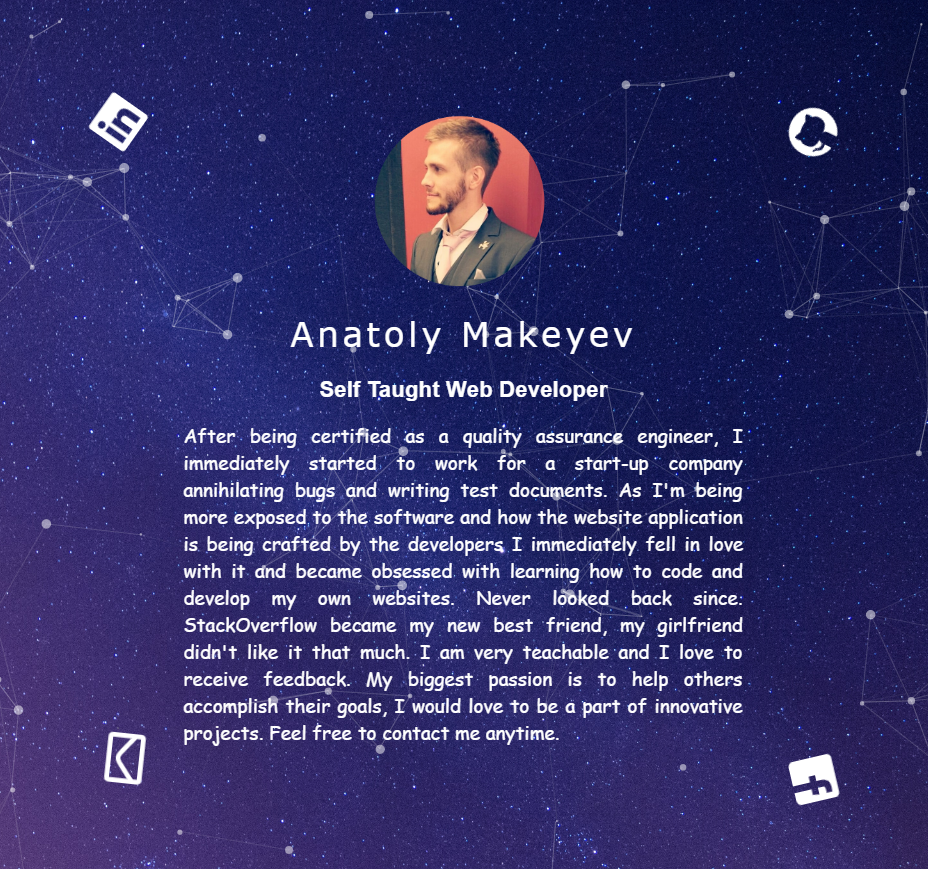 in
Anatoly Makeyev
Self Taught Web Developer
After being certified as a quality assurance engineer, I
immediately started to work for a start-up company
annihilating bugs and writing test documents. As I'm being
more exposed to the software and how the website application
is being crafted by the developers I immediately fell in love
with it and became obsessed with learning how to code and
develop my own websites. Never looked back since.
StackOverflow became my new best friend, my girlfriend
didn't like it that much. I am very teachable and I love to
receive feedback. My biggest passion is to help others
accomplish their goals, I would love to be a part of innovative
projects. Feel free to contact me anytime.
f